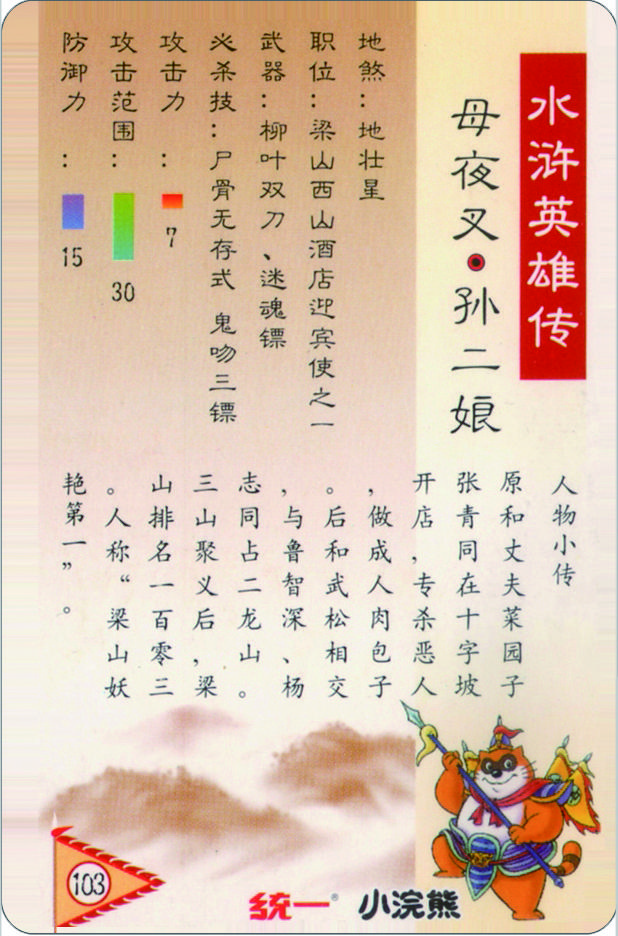 水浒英雄传
母夜叉·孙二娘
地煞：地壮星
职位：梁山西山酒店迎宾使之一
武器：柳叶双刀、迷魂镖
必杀技：尸骨无存式 鬼吻三镖
攻击力：7
攻击范围：30
防御力：15
人物小传
原和丈夫菜园子
张青同在十字坡
开店，专杀恶人
，做成人肉包子
。后和武松相交
，与鲁智深、杨
志同占二龙山。
三山聚义后，梁
山排名一百零三
。人称“梁山妖
艳第一”。
103
统一® 小浣熊